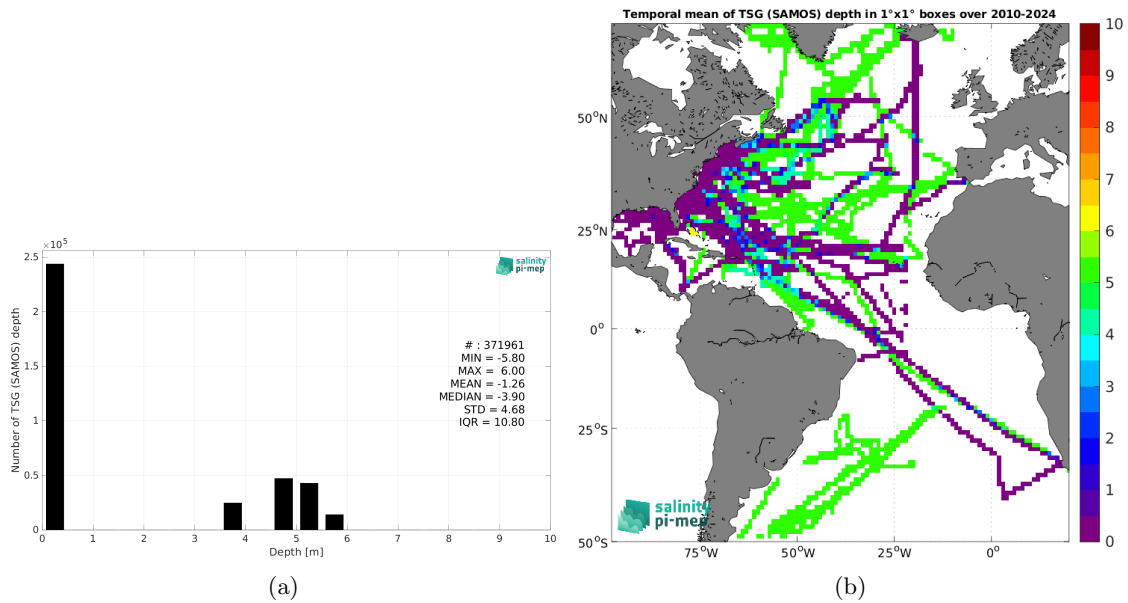 Temporal mean of TSG (SAMOS) depth in 1°x1° boxes over 2010-2024
×10⁵
2.5
2
1.5
1
0.5
0
Number of TSG (SAMOS) depth
salinity
pi-mep
# : 371961
MIN = -5.80
MAX = 6.00
MEAN = -1.26
MEDIAN = -3.90
STD = 4.68
IQR = 10.80
0 1 2 3 4 5 6 7 8 9 10
Depth [m]
(a)
50°N
25°N
0°
25°S
50°S
75°W 50°W 25°W 0°
salinity
pi-mep
10
9
8
7
6
5
4
3
2
1
0
(b)